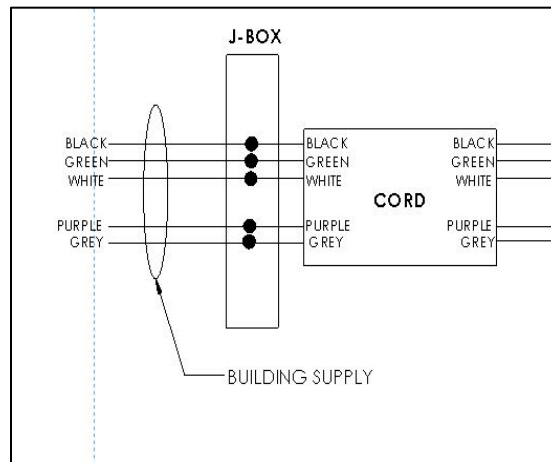 J-BOX
BLACK BLACK BLACK
GREEN GREEN GREEN
WHITE WHITE WHITE
CORD
PURPLE PURPLE PURPLE
GREY GREY GREY
BUILDING SUPPLY